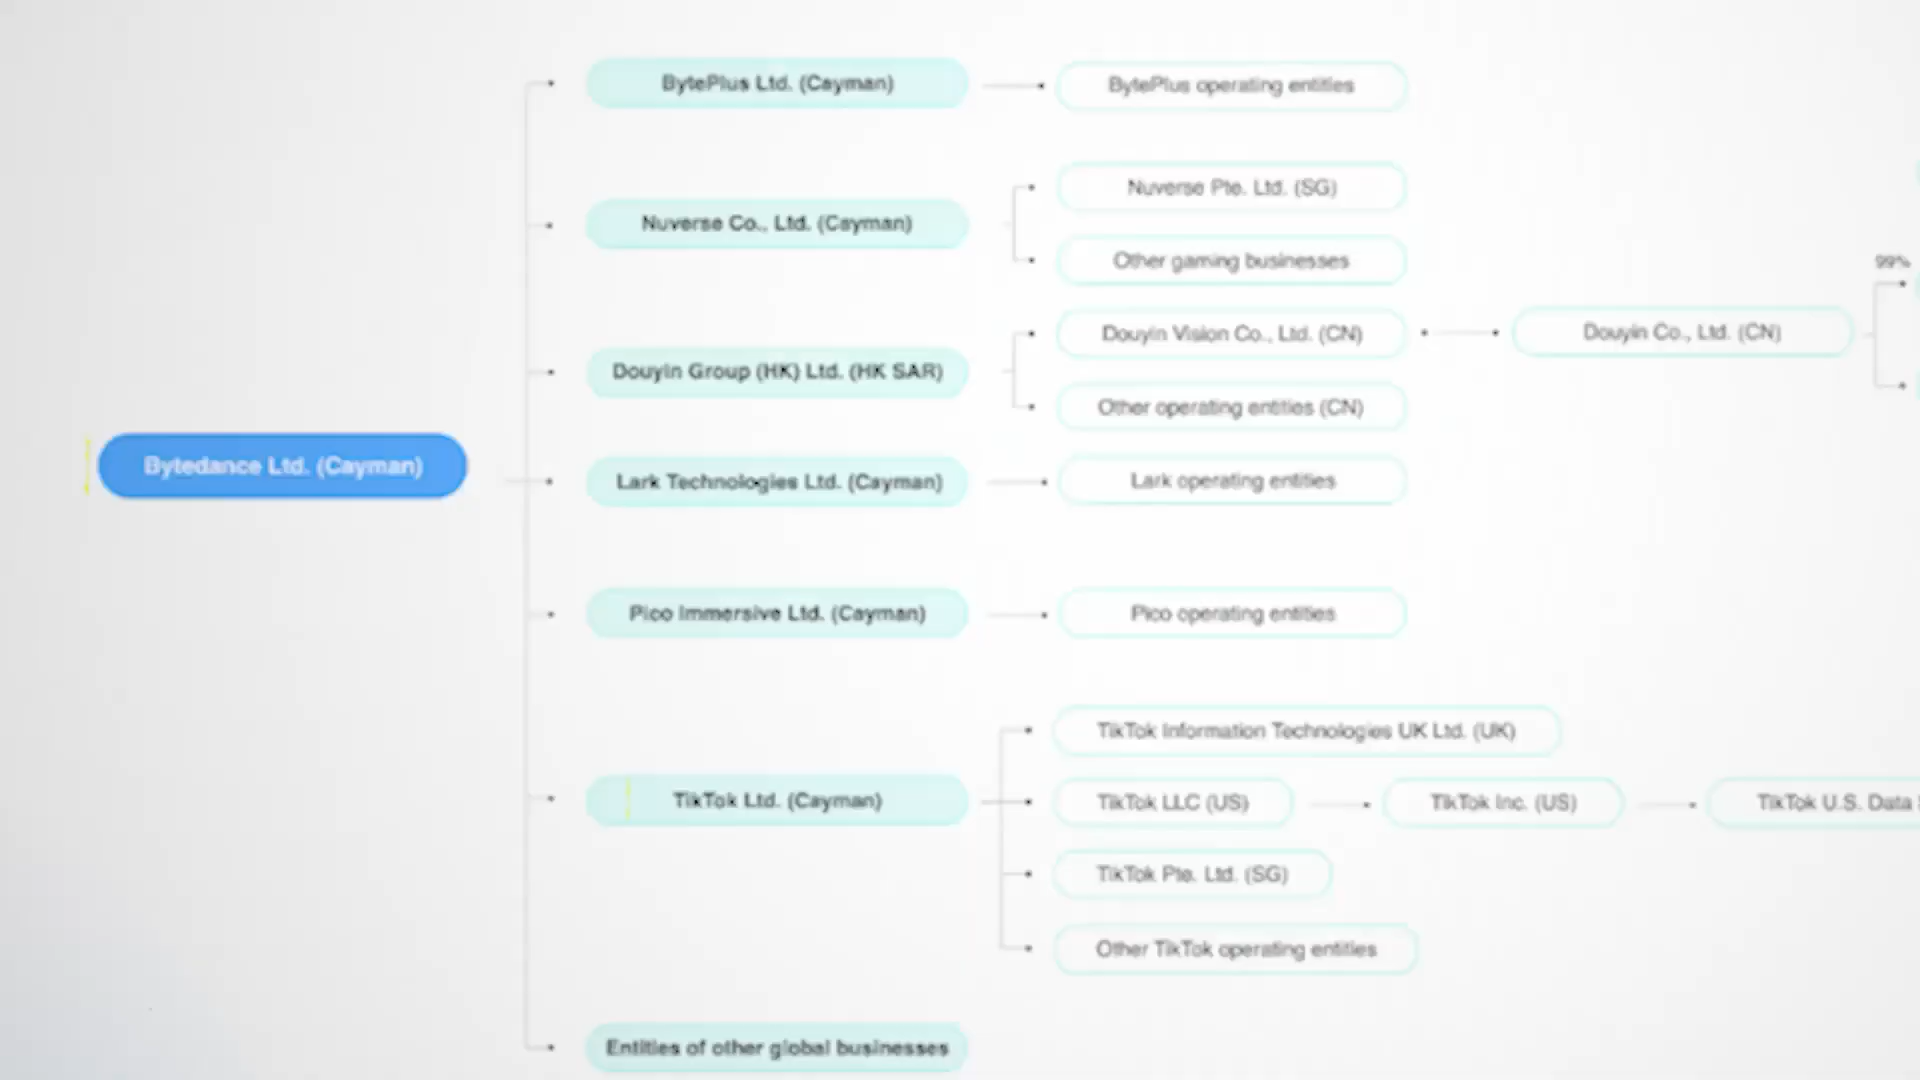 BytePlus Ltd. (Cayman)
BytePlus operating entities
Nuverse Co., Ltd. (Cayman)
Nuverse Pte. Ltd. (SG)
Other gaming businesses
Douyin Group (HK) Ltd. (HK SAR)
Douyin Vision Co., Ltd. (CN)
Douyin Co., Ltd. (CN)
99%
Other operating entities (CN)
Bytedance Ltd. (Cayman)
Lark Technologies Ltd. (Cayman)
Lark operating entities
Pico Immersive Ltd. (Cayman)
Pico operating entities
TikTok Ltd. (Cayman)
TikTok Information Technologies UK Ltd. (UK)
TikTok LLC (US)
TikTok Inc. (US)
TikTok U.S. Data
TikTok Pte. Ltd. (SG)
Other TikTok operating entities
Entities of other global businesses